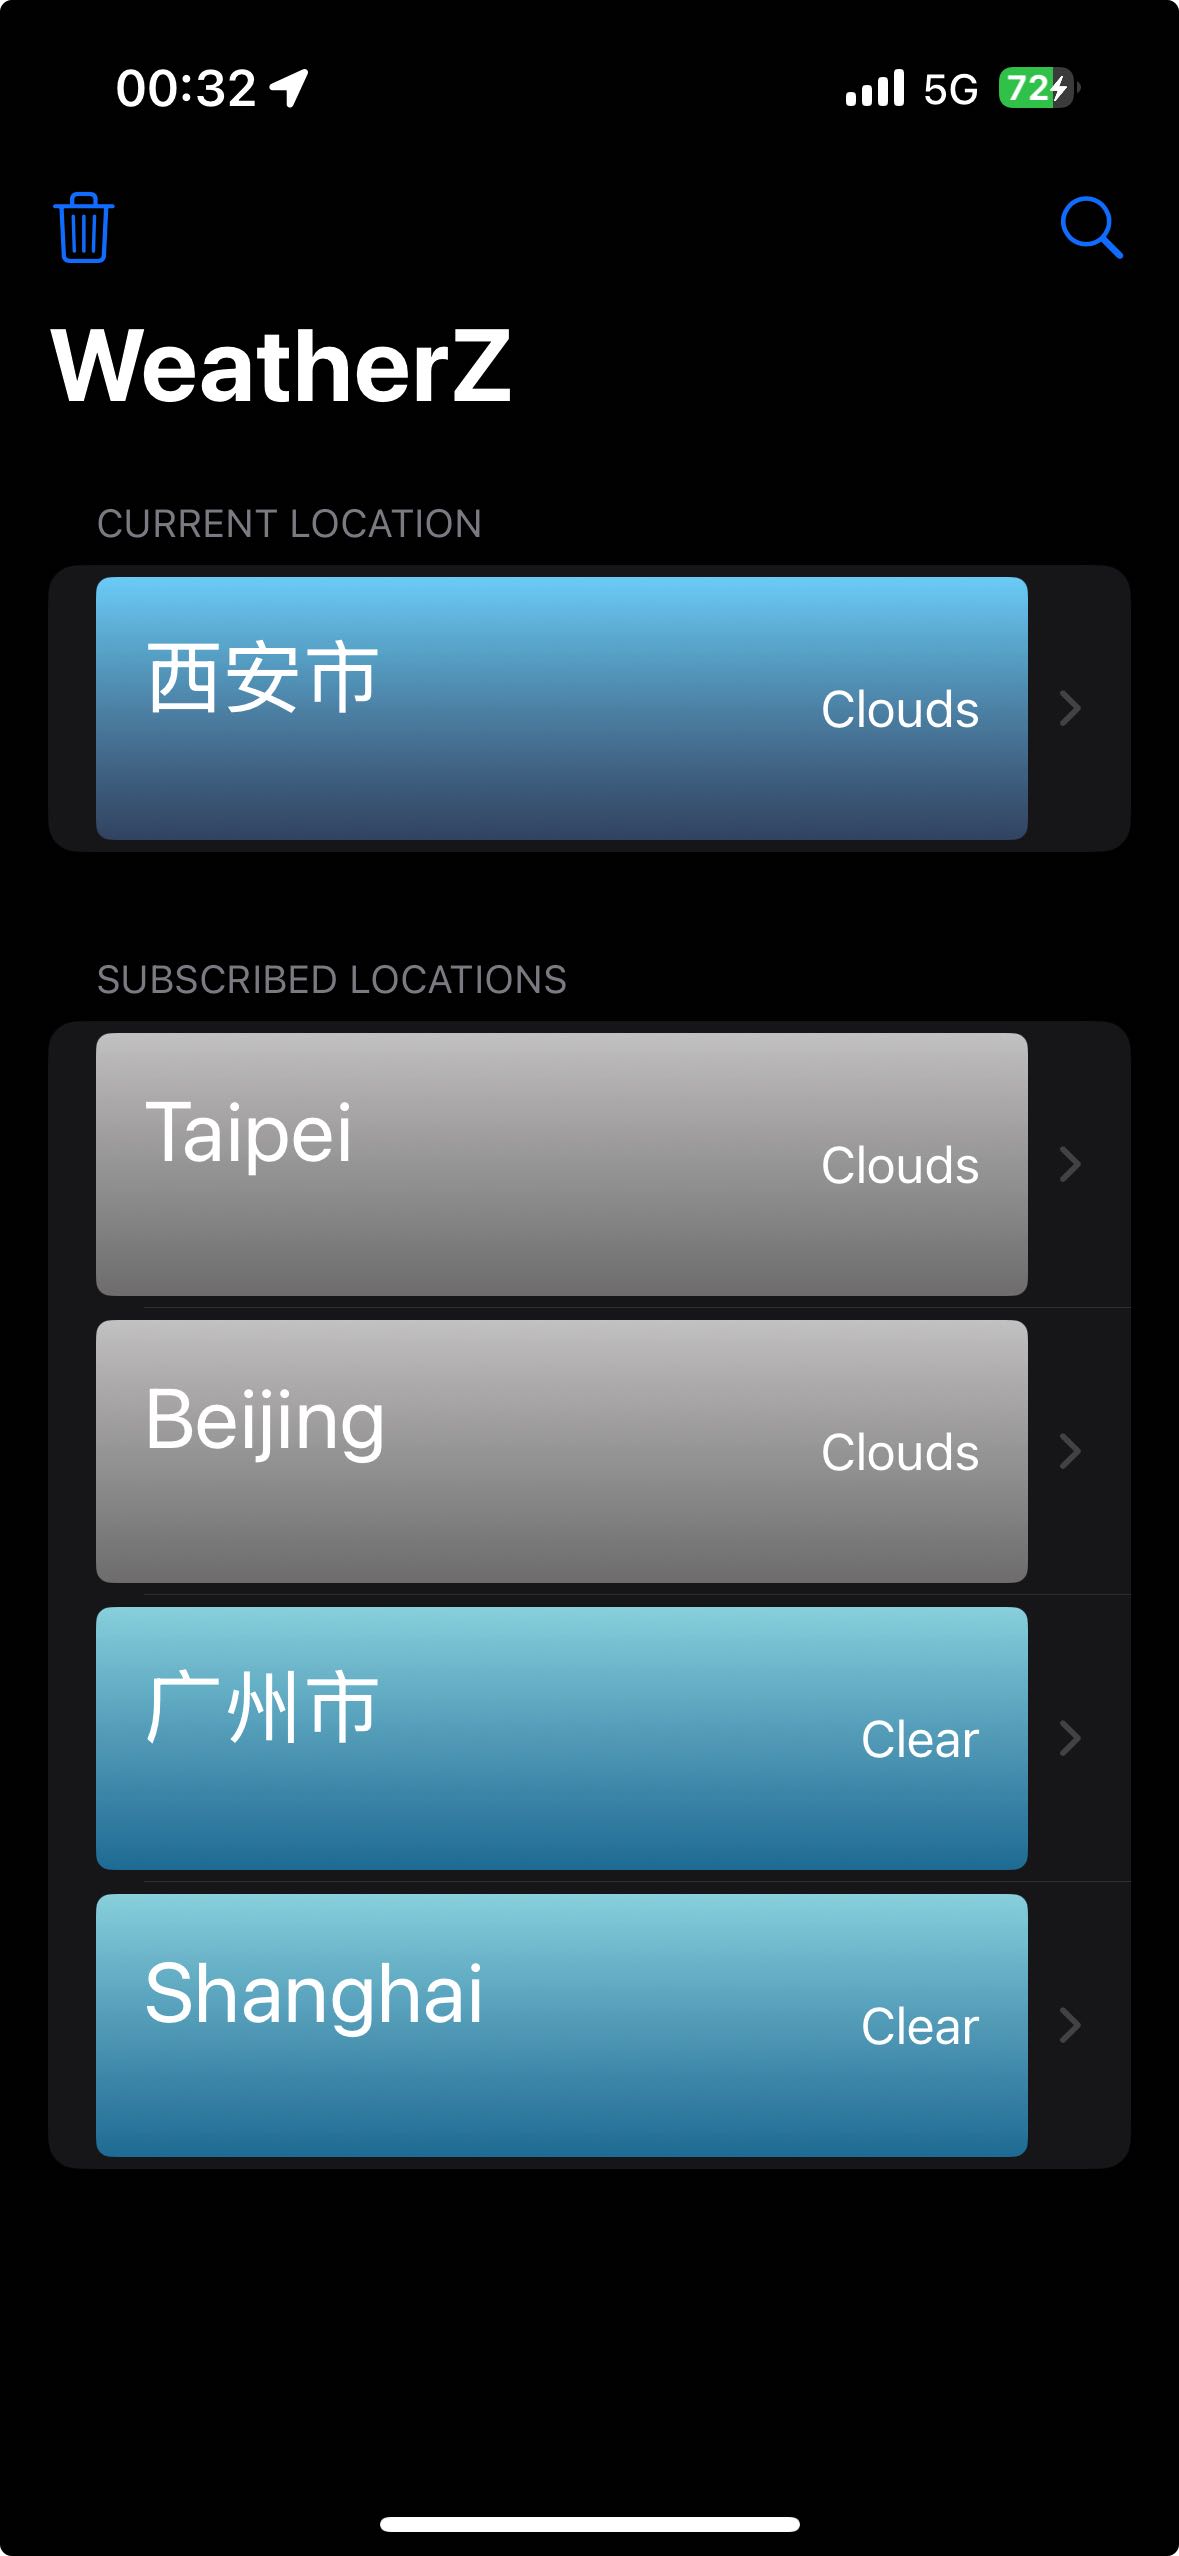 00:32
5G
72
WeatherZ
CURRENT LOCATION
西安市
Clouds
SUBSCRIBED LOCATIONS
Taipei
Clouds
Beijing
Clouds
广州市
Clear
Shanghai
Clear